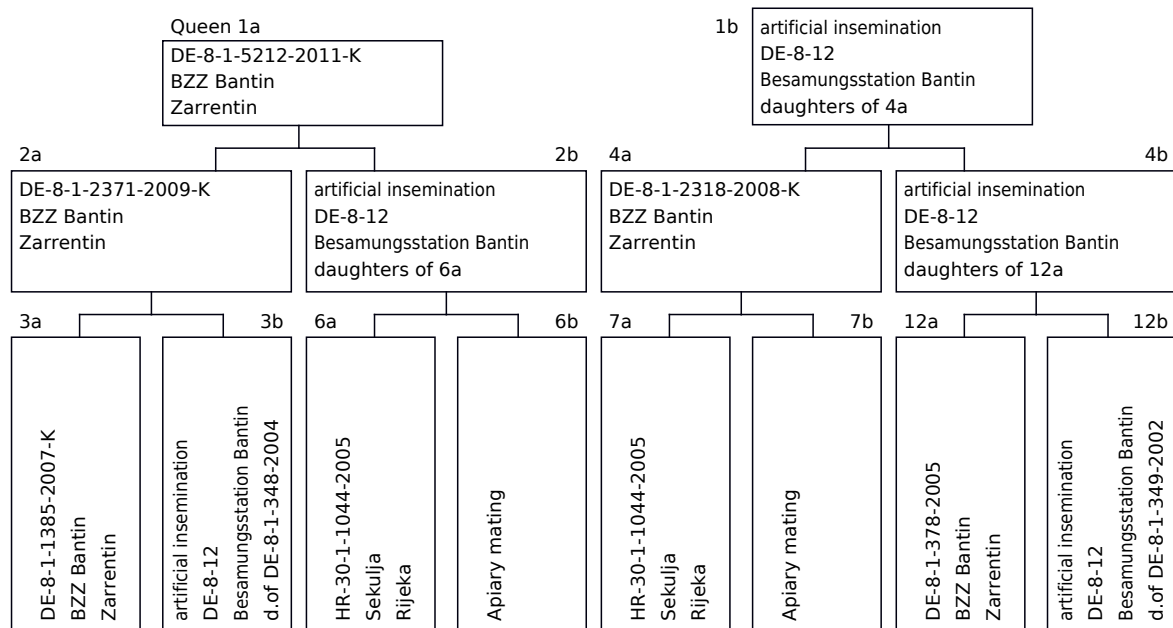 Queen 1a
DE-8-1-5212-2011-K
BZZ Bantin
Zarrentin
1b
artificial insemination
DE-8-12
Besamungsstation Bantin
daughters of 4a
2a
DE-8-1-2371-2009-K
BZZ Bantin
Zarrentin
2b
artificial insemination
DE-8-12
Besamungsstation Bantin
daughters of 6a
4a
DE-8-1-2318-2008-K
BZZ Bantin
Zarrentin
4b
artificial insemination
DE-8-12
Besamungsstation Bantin
daughters of 12a
3a
DE-8-1-1385-2007-K
BZZ Bantin
Zarrentin
3b
artificial insemination
DE-8-12
Besamungsstation Bantin
d.of DE-8-1-348-2004
6a
HR-30-1-1044-2005
Sekulja
Rijeka
6b
Apiary mating
7a
HR-30-1-1044-2005
Sekulja
Rijeka
7b
Apiary mating
12a
DE-8-1-378-2005
BZZ Bantin
Zarrentin
12b
artificial insemination
DE-8-12
Besamungsstation Bantin
d.of DE-8-1-349-2002